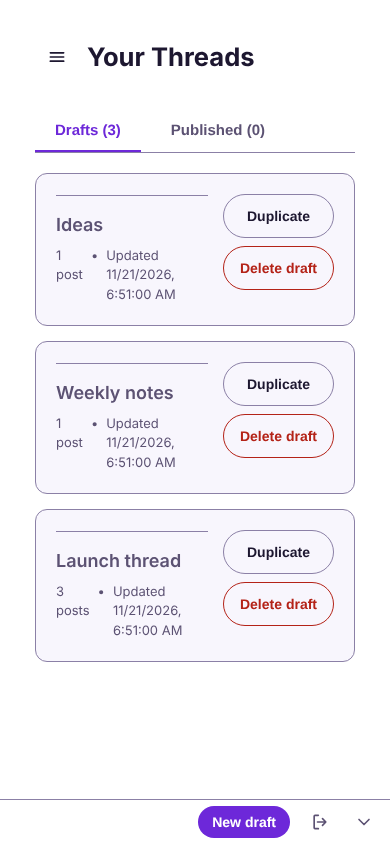 Your Threads
Drafts (3)
Published (0)
Ideas
1 post • Updated 11/21/2026, 6:51:00 AM
Duplicate
Delete draft
Weekly notes
1 post • Updated 11/21/2026, 6:51:00 AM
Duplicate
Delete draft
Launch thread
3 posts • Updated 11/21/2026, 6:51:00 AM
Duplicate
Delete draft
New draft